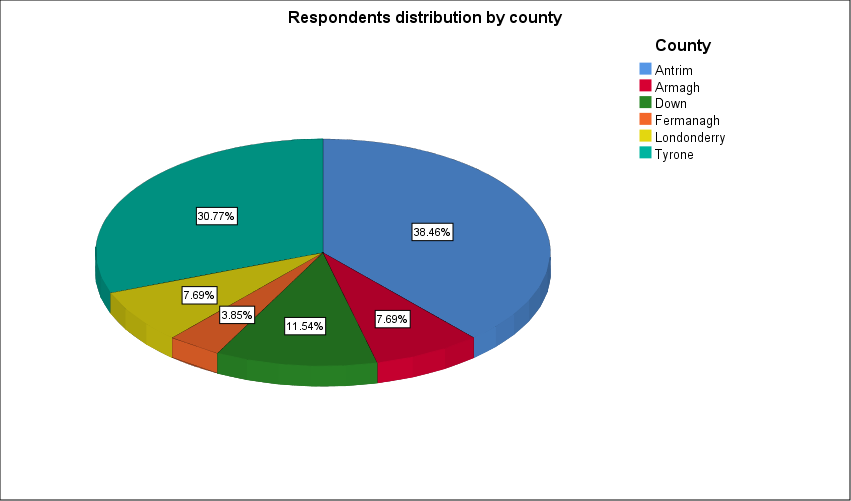 Respondents distribution by county
County
Antrim
Armagh
Down
Fermanagh
Londonderry
Tyrone
30.77%
38.46%
7.69%
3.85%
11.54%
7.69%